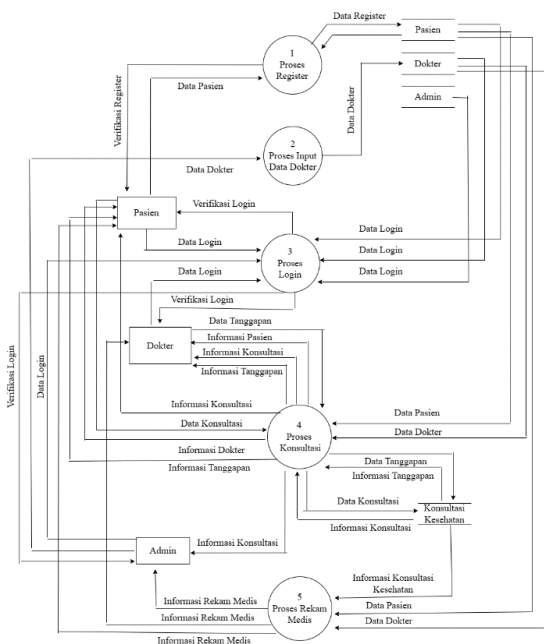 Data Register
Pasien
1
Proses
Register
Dokter
Verifikasi Register
Data Pasien
Data Dokter
Admin
2
Proses Input
Data Dokter
Data Dokter
Verifikasi Login
Pasien
Data Login
Data Login
3
Proses
Login
Data Login
Data Login
Data Login
Verifikasi Login
Data Tanggapan
Dokter
Informasi Pasien
Informasi Konsultasi
Informasi Tanggapan
Verifikasi Login
Data Login
Informasi Konsultasi
Data Konsultasi
4
Proses
Konsultasi
Data Pasien
Data Dokter
Informasi Dokter
Informasi Tanggapan
Data Tanggapan
Informasi Tanggapan
Data Konsultasi
Informasi Konsultasi
Konsultasi
Kesehatan
Informasi Konsultasi
Admin
Informasi Konsultasi
Kesehatan
5
Proses Rekam
Medis
Informasi Rekam Medis
Informasi Rekam Medis
Informasi Rekam Medis
Data Pasien
Data Dokter